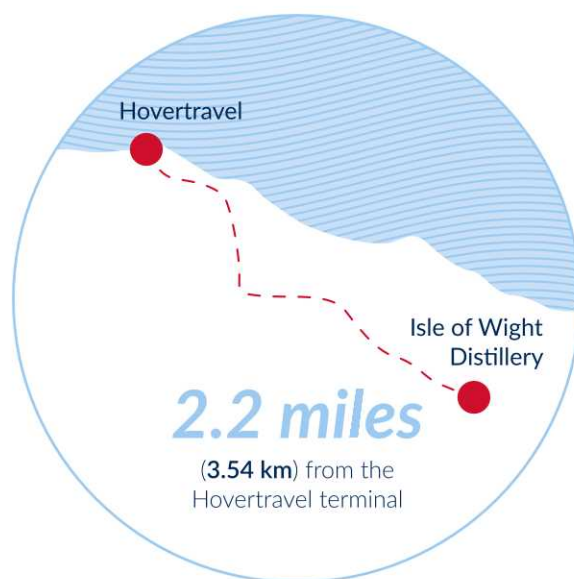 Hovertravel
Isle of Wight
Distillery
2.2 miles
(3.54 km) from the
Hovertravel terminal